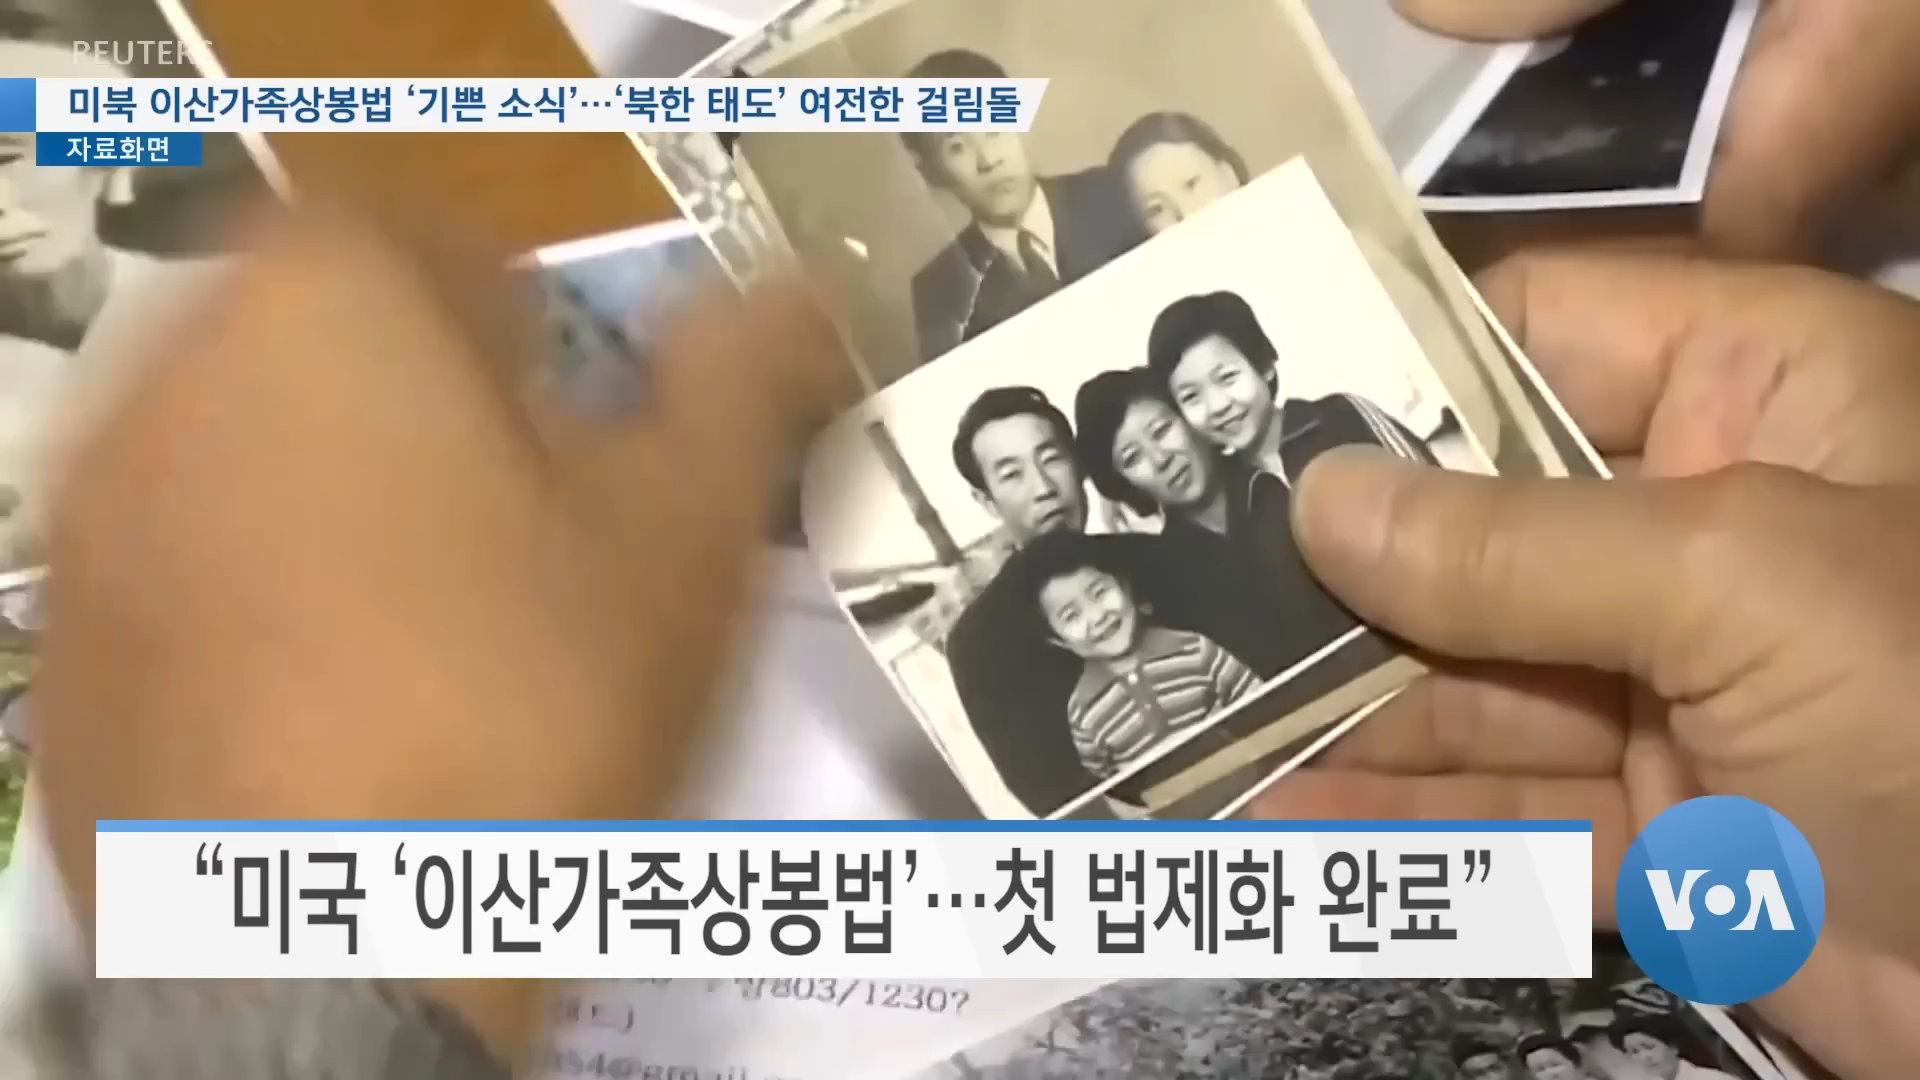 REUTERS
미북 이산가족상봉법 ‘기쁜 소식’…‘북한 태도’ 여전한 걸림돌
자료화면
“미국 ‘이산가족상봉법’…첫 법제화 완료”
VOA
803/1230?